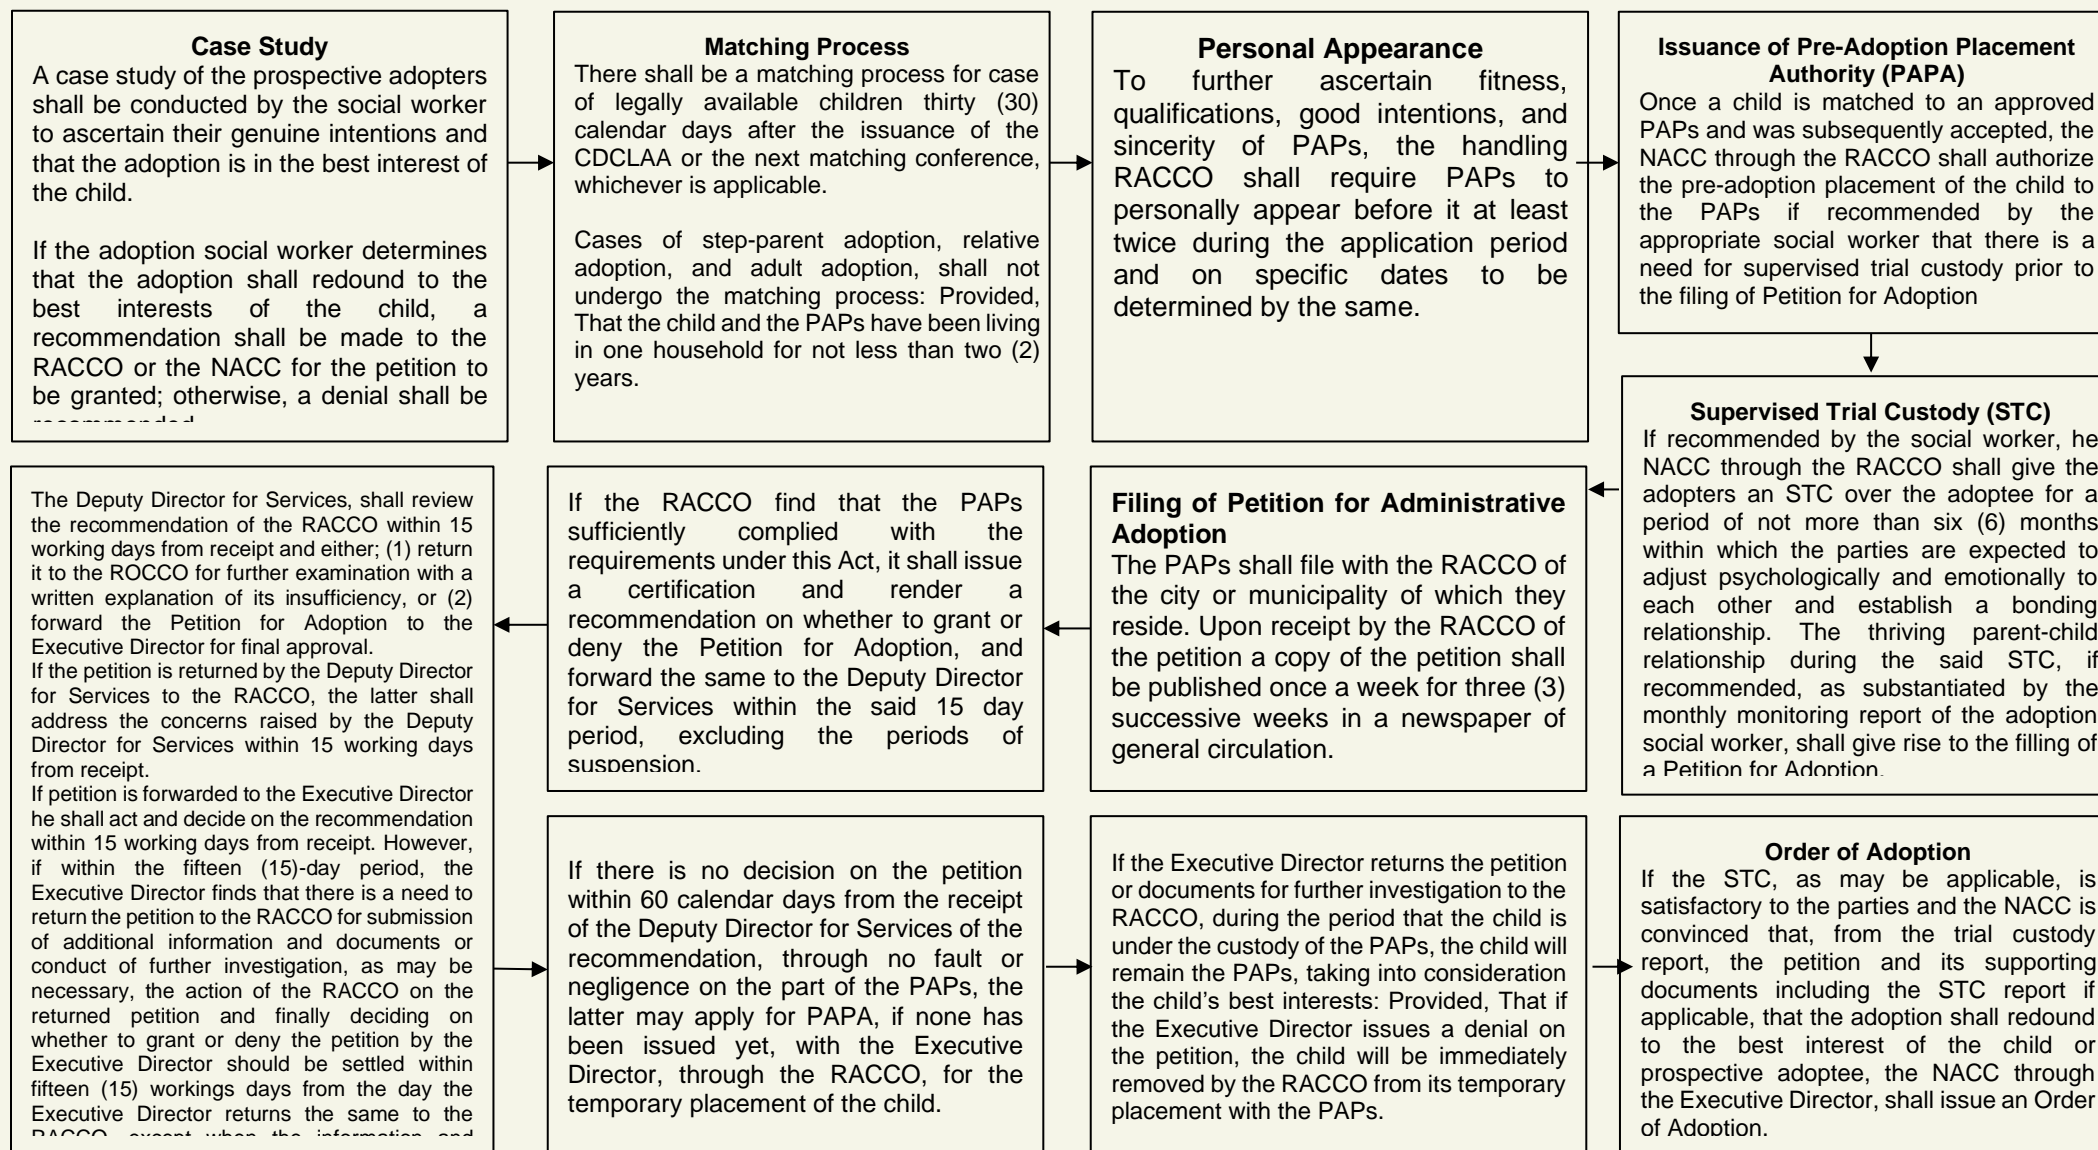 Case Study
A case study of the prospective adopters
shall be conducted by the social worker
to ascertain their genuine intentions and
that the adoption is in the best interest of
the child.
If the adoption social worker determines
that the adoption shall redound to the
best interests of the child, a
recommendation shall be made to the
RACCO or the NACC for the petition to
be granted; otherwise, a denial shall be
recommended
Matching Process
There shall be a matching process for case
of legally available children thirty (30)
calendar days after the issuance of the
CDCLAA or the next matching conference,
whichever is applicable.
Cases of step-parent adoption, relative
adoption, and adult adoption, shall not
undergo the matching process: Provided,
That the child and the PAPs have been living
in one household for not less than two (2)
years.
Personal Appearance
To further ascertain fitness,
qualifications, good intentions, and
sincerity of PAPs, the handling
RACCO shall require PAPs to
personally appear before it at least
twice during the application period
and on specific dates to be
determined by the same.
Issuance of Pre-Adoption Placement
Authority (PAPA)
Once a child is matched to an approved
PAPs and was subsequently accepted, the
NACC through the RACCO shall authorize
the pre-adoption placement of the child to
the PAPs if recommended by the
appropriate social worker that there is a
need for supervised trial custody prior to
the filing of Petition for Adoption
Supervised Trial Custody (STC)
If recommended by the social worker, he
NACC through the RACCO shall give the
adopters an STC over the adoptee for a
period of not more than six (6) months
within which the parties are expected to
adjust psychologically and emotionally to
each other and establish a bonding
relationship. The thriving parent-child
relationship during the said STC, if
recommended, as substantiated by the
monthly monitoring report of the adoption
social worker, shall give rise to the filling of
a Petition for Adoption.
Filing of Petition for Administrative
Adoption
The PAPs shall file with the RACCO of
the city or municipality of which they
reside. Upon receipt by the RACCO of
the petition a copy of the petition shall
be published once a week for three (3)
successive weeks in a newspaper of
general circulation.
If the RACCO find that the PAPs
sufficiently complied with the
requirements under this Act, it shall issue
a certification and render a
recommendation on whether to grant or
deny the Petition for Adoption, and
forward the same to the Deputy Director
for Services within the said 15 day
period, excluding the periods of
suspension.
The Deputy Director for Services, shall review
the recommendation of the RACCO within 15
working days from receipt and either; (1) return
it to the ROCCO for further examination with a
written explanation of its insufficiency, or (2)
forward the Petition for Adoption to the
Executive Director for final approval.
If the petition is returned by the Deputy Director
for Services to the RACCO, the latter shall
address the concerns raised by the Deputy
Director for Services within 15 working days
from receipt.
If petition is forwarded to the Executive Director
he shall act and decide on the recommendation
within 15 working days from receipt. However,
if within the fifteen (15)-day period, the
Executive Director finds that there is a need to
return the petition to the RACCO for submission
of additional information and documents or
conduct of further investigation, as may be
necessary, the action of the RACCO on the
returned petition and finally deciding on
whether to grant or deny the petition by the
Executive Director should be settled within
fifteen (15) workings days from the day the
Executive Director returns the same to the
RACCO, except when the information and
If there is no decision on the petition
within 60 calendar days from the receipt
of the Deputy Director for Services of the
recommendation, through no fault or
negligence on the part of the PAPs, the
latter may apply for PAPA, if none has
been issued yet, with the Executive
Director, through the RACCO, for the
temporary placement of the child.
If the Executive Director returns the petition
or documents for further investigation to the
RACCO, during the period that the child is
under the custody of the PAPs, the child will
remain the PAPs, taking into consideration
the child's best interests: Provided, That if
the Executive Director issues a denial on
the petition, the child will be immediately
removed by the RACCO from its temporary
placement with the PAPs.
Order of Adoption
If the STC, as may be applicable, is
satisfactory to the parties and the NACC is
convinced that, from the trial custody
report, the petition and its supporting
documents including the STC report if
applicable, that the adoption shall redound
to the best interest of the child or
prospective adoptee, the NACC through
the Executive Director, shall issue an Order
of Adoption.